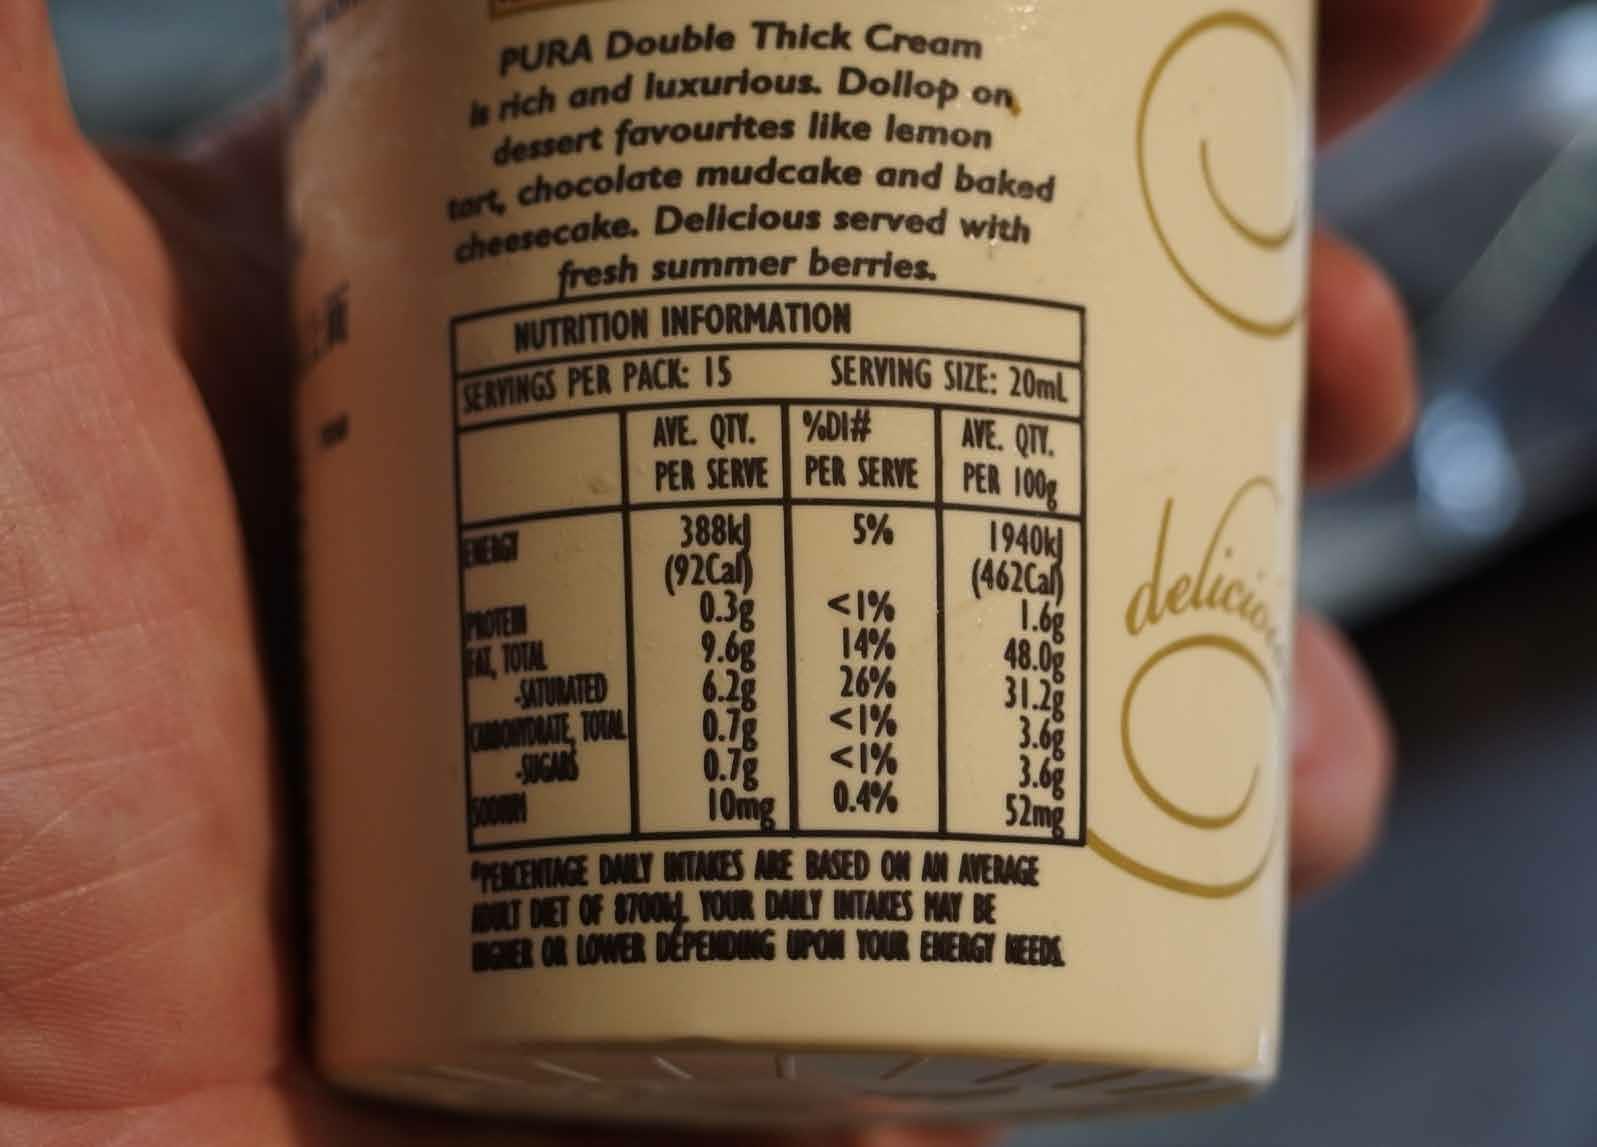 PURA Double Thick Cream
is rich and luxurious. Dollop on
dessert favourites like lemon
tart, chocolate mudcake and baked
cheesecake. Delicious served with
fresh summer berries.
NUTRITION INFORMATION
SERVINGS PER PACK: 15 SERVING SIZE: 20mL
AVE. QTY. %DI# AVE. QTY.
PER SERVE PER SERVE PER 100g
ENERGY 388kJ 5% 1940kJ
(92Cal) (462Cal)
PROTEIN 0.3g <1% 1.6g
FAT, TOTAL 9.6g 14% 48.0g
-SATURATED 6.2g 26% 31.2g
CARBOHYDRATE, TOTAL 0.7g <1% 3.6g
-SUGARS 0.7g <1% 3.6g
SODIUM 10mg 0.4% 52mg
#PERCENTAGE DAILY INTAKES ARE BASED ON AN AVERAGE
ADULT DIET OF 8700kJ. YOUR DAILY INTAKES MAY BE
HIGHER OR LOWER DEPENDING UPON YOUR ENERGY NEEDS.